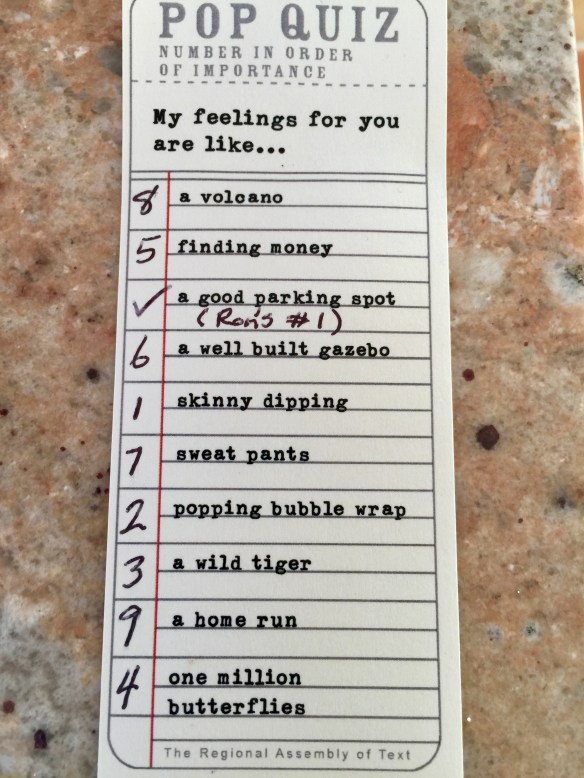 POP QUIZ
NUMBER IN ORDER
OF IMPORTANCE
My feelings for you
are like...
8 a volcano
5 finding money
✓ a good parking spot
(Ron's #1)
6 a well built gazebo
1 skinny dipping
7 sweat pants
2 popping bubble wrap
3 a wild tiger
9 a home run
4 one million
butterflies
The Regional Assembly of Text